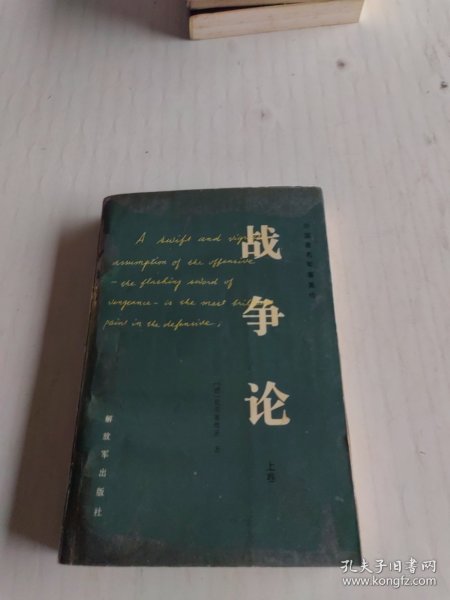 A swift and vigo
assumption of the offensive
- the flashing sword of
vengeance - is the most bril
point in the defensive.
战争论
上卷
解放军出版社
孔夫子旧书网
www.kongfz.com